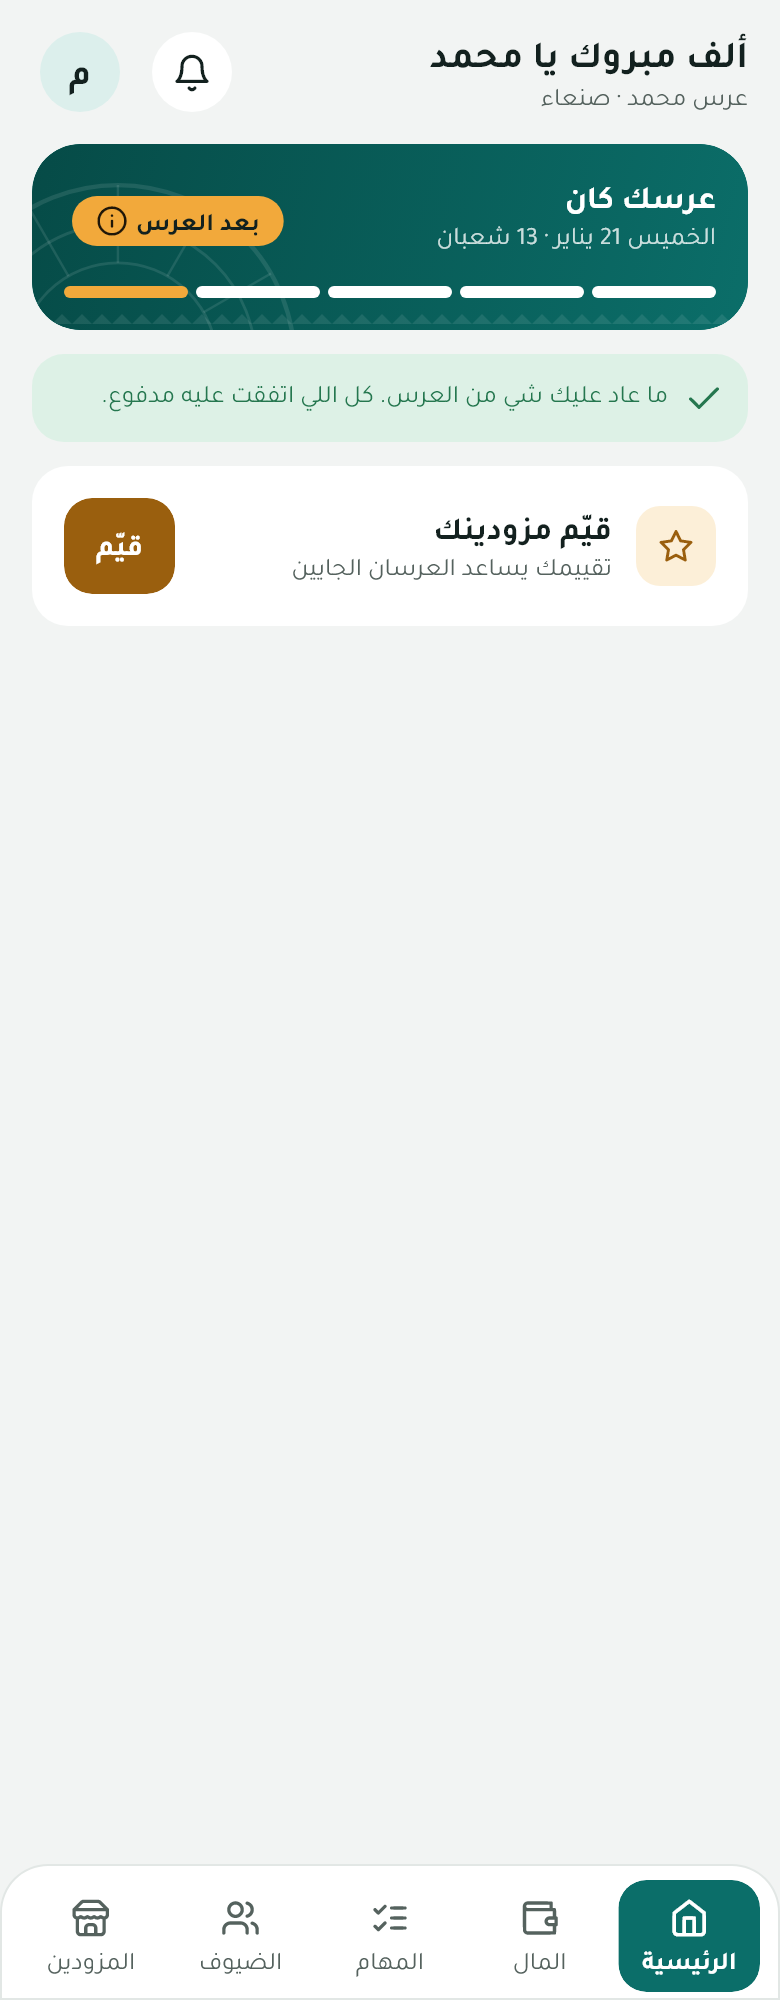 ألف مبروك يا محمد
عرس محمد · صنعاء
م
عرسك كان
الخميس 21 يناير · 13 شعبان
بعد العرس
ما عاد عليك شي من العرس. كل اللي اتفقت عليه مدفوع.
قيّم مزودينك
تقييمك يساعد العرسان الجايين
قيّم
الرئيسية
المال
المهام
الضيوف
المزودين